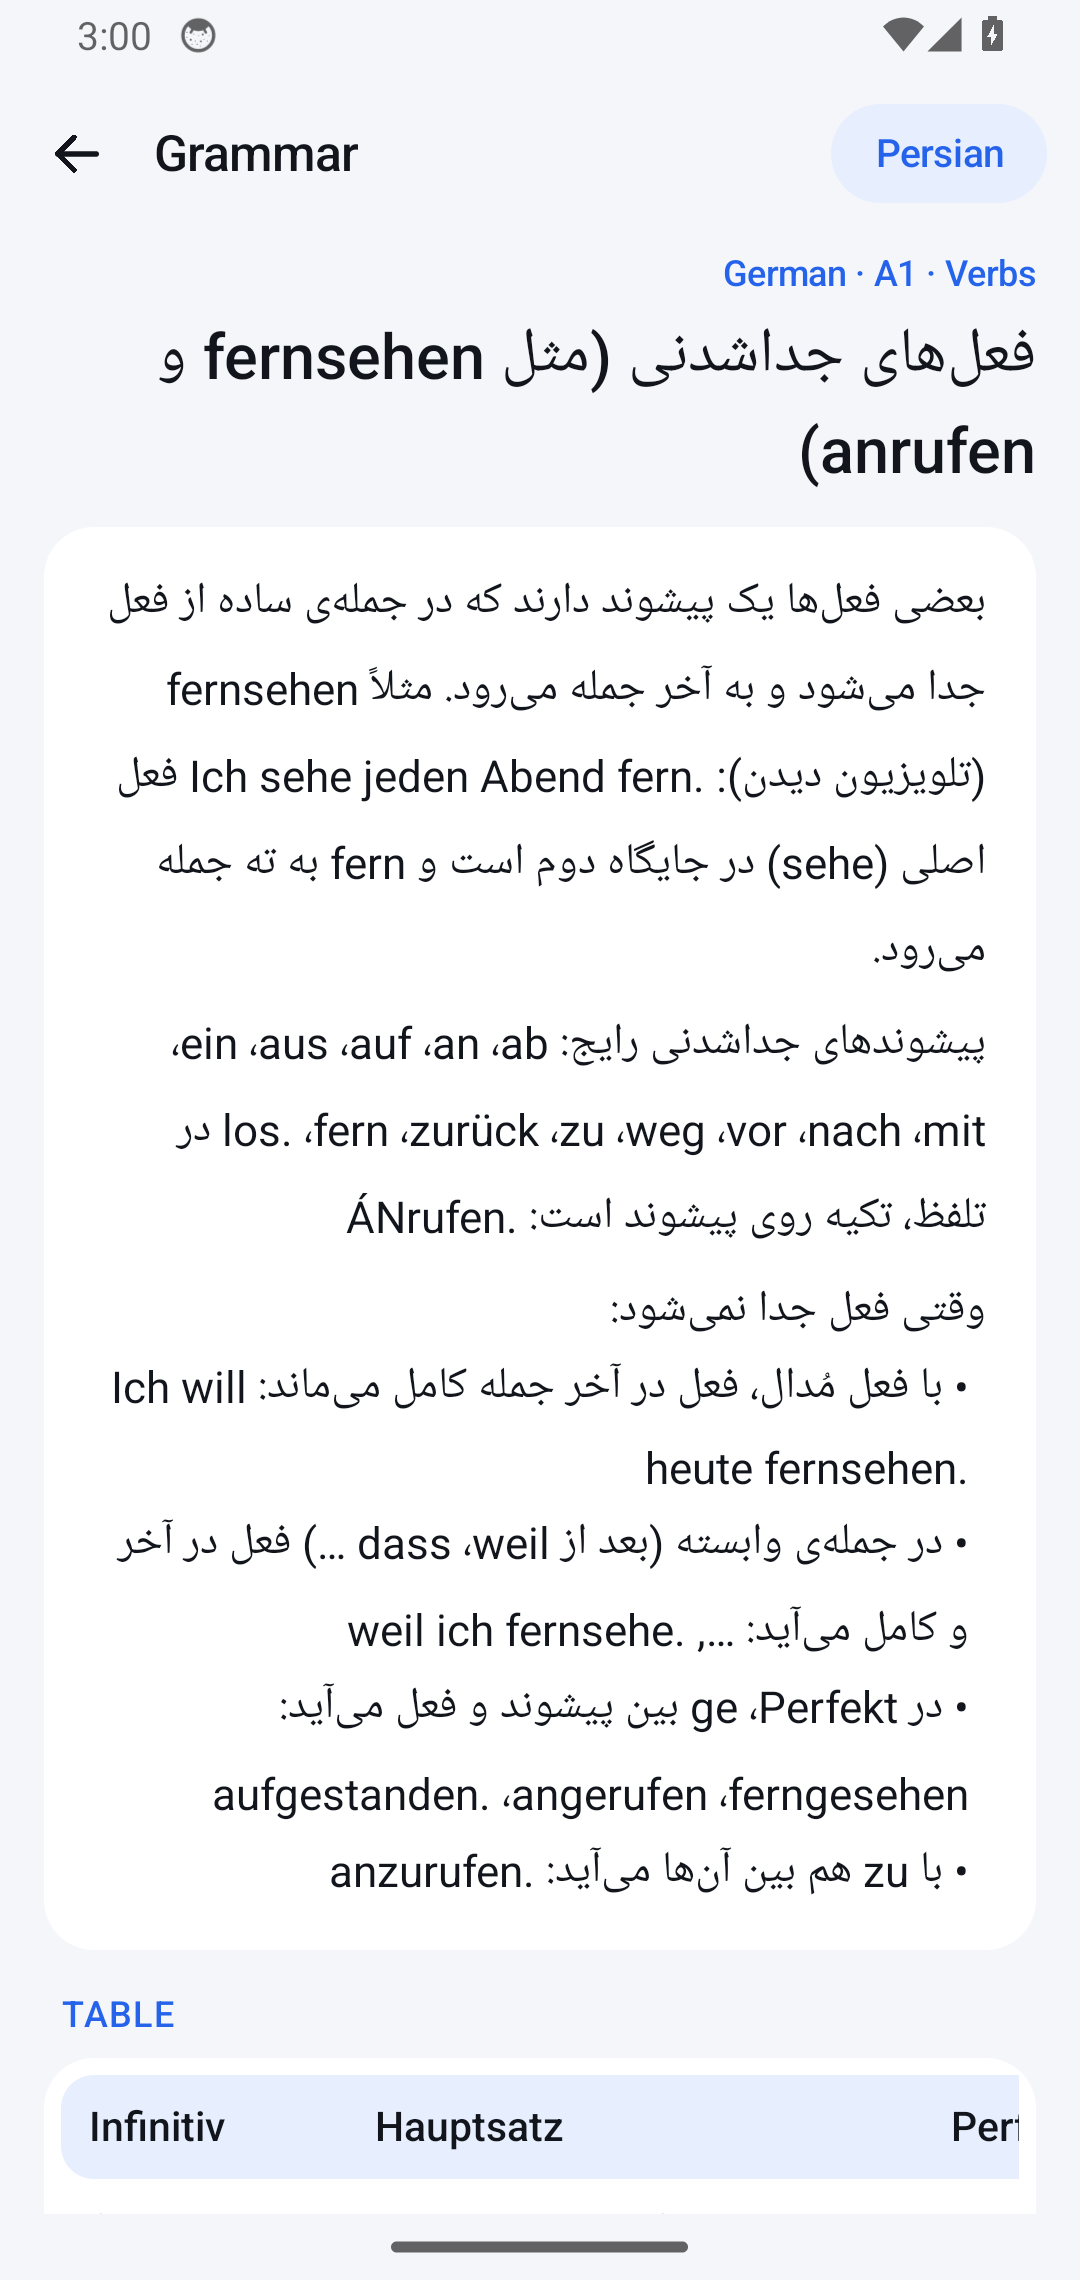 3:00
Grammar
Persian
German · A1 · Verbs
فعل‌های جداشدنی (مثل fernsehen و
anrufen)
بعضی فعل‌ها یک پیشوند دارند که در جمله‌ی ساده از فعل
جدا می‌شود و به آخر جمله می‌رود. مثلاً fernsehen
(تلویزیون دیدن): Ich sehe jeden Abend fern. فعل
اصلی (sehe) در جایگاه دوم است و fern به ته جمله
می‌رود.
پیشوندهای جداشدنی رایج: ab، an، auf، aus، ein،
mit، nach، vor، weg، zu، zurück، fern، los. در
تلفظ، تکیه روی پیشوند است: ÁNrufen.
وقتی فعل جدا نمی‌شود:
• با فعل مُدال، فعل در آخر جمله کامل می‌ماند: Ich will
heute fernsehen.
• در جمله‌ی وابسته (بعد از weil، dass …) فعل در آخر
و کامل می‌آید: …, weil ich fernsehe.
• در Perfekt، ge بین پیشوند و فعل می‌آید:
ferngesehen، angerufen، aufgestanden.
• با zu هم بین آن‌ها می‌آید: anzurufen.
TABLE
Infinitiv Hauptsatz